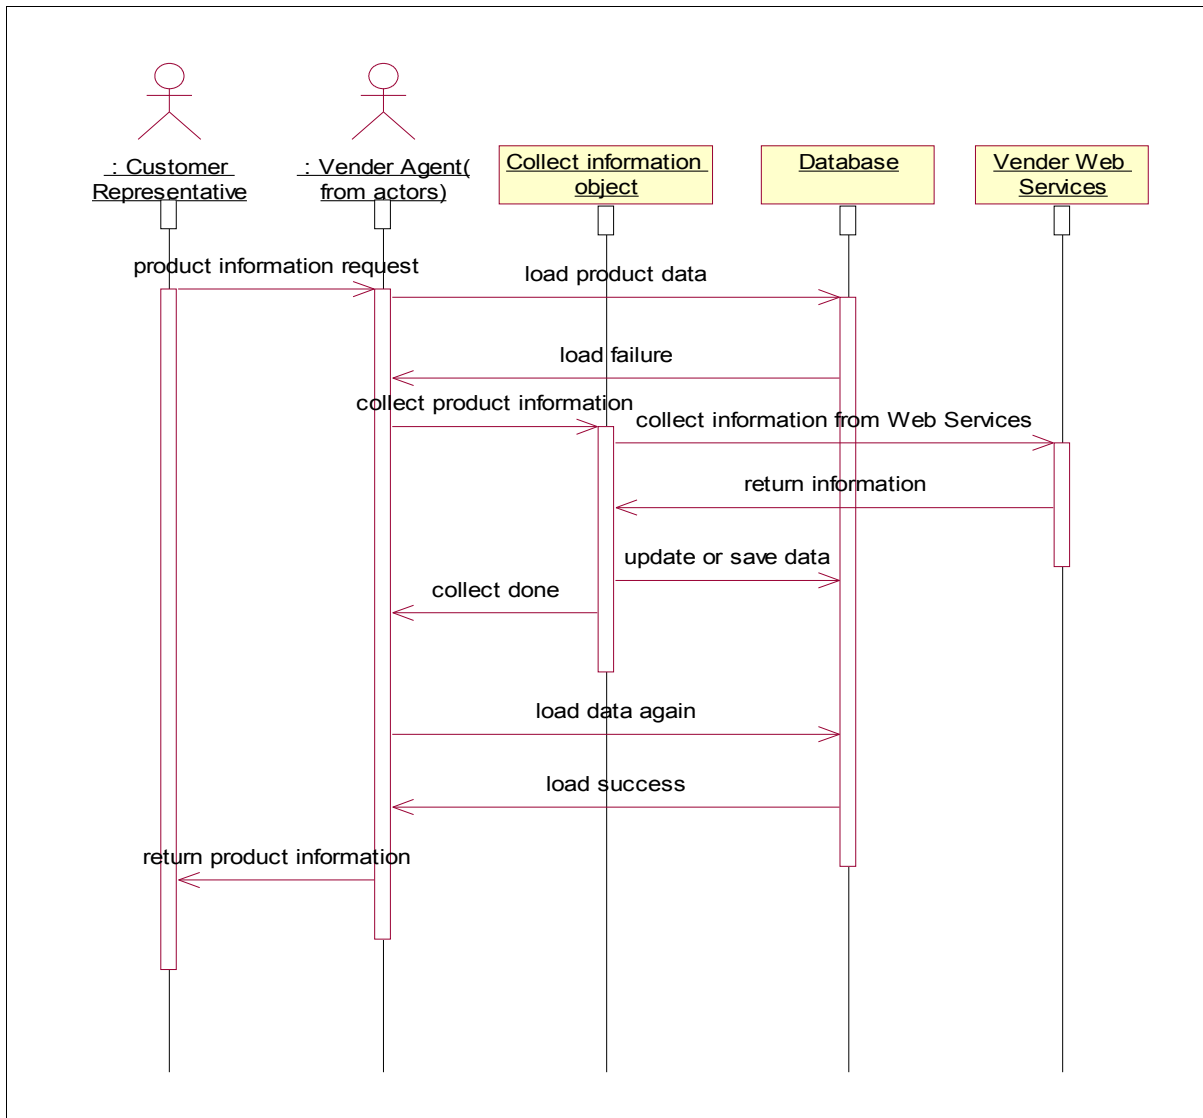 : Customer
Representative
: Vender Agent(
from actors)
Collect information
object
Database
Vender Web
Services
product information request
load product data
load failure
collect product information
collect information from Web Services
return information
update or save data
collect done
load data again
load success
return product information